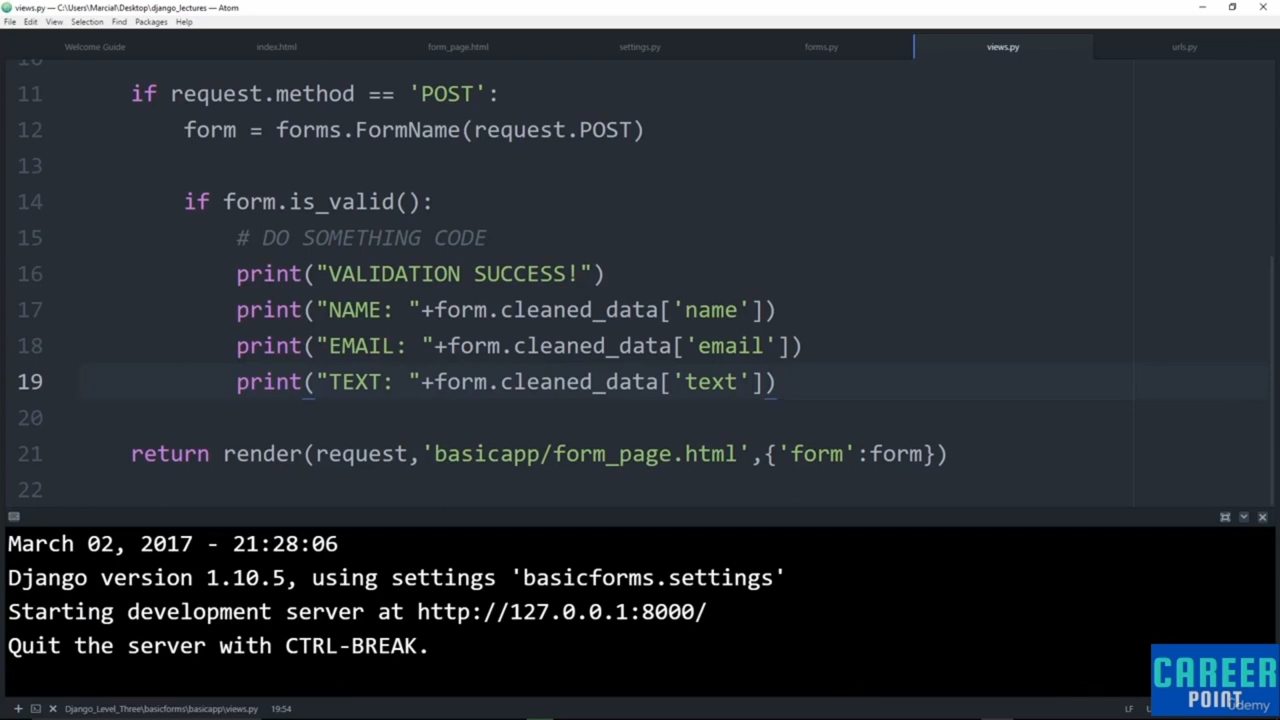 views.py — C:\Users\Marcial\Desktop\django_lectures — Atom
File Edit View Selection Find Packages Help
Welcome Guide index.html form_page.html settings.py forms.py views.py urls.py
11 if request.method == 'POST':
12 form = forms.FormName(request.POST)
13
14 if form.is_valid():
15 # DO SOMETHING CODE
16 print("VALIDATION SUCCESS!")
17 print("NAME: "+form.cleaned_data['name'])
18 print("EMAIL: "+form.cleaned_data['email'])
19 print("TEXT: "+form.cleaned_data['text'])
20
21 return render(request,'basicapp/form_page.html',{'form':form})
22
March 02, 2017 - 21:28:06
Django version 1.10.5, using settings 'basicforms.settings'
Starting development server at http://127.0.0.1:8000/
Quit the server with CTRL-BREAK.
CAREER
POINT
Udemy
Django_Level_Three\basicforms\basicapp\views.py 19:54 LF